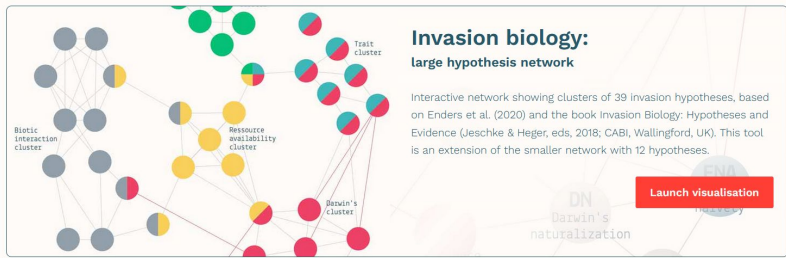 Trait
cluster
Biotic
interaction
cluster
Ressource
availability
cluster
Darwin's
cluster
Invasion biology:
large hypothesis network
Interactive network showing clusters of 39 invasion hypotheses, based
on Enders et al. (2020) and the book Invasion Biology: Hypotheses and
Evidence (Jeschke & Heger, eds, 2018; CABI, Wallingford, UK). This tool
is an extension of the smaller network with 12 hypotheses.
ENA
Launch visualisation
DN
Darwin's
naturalization